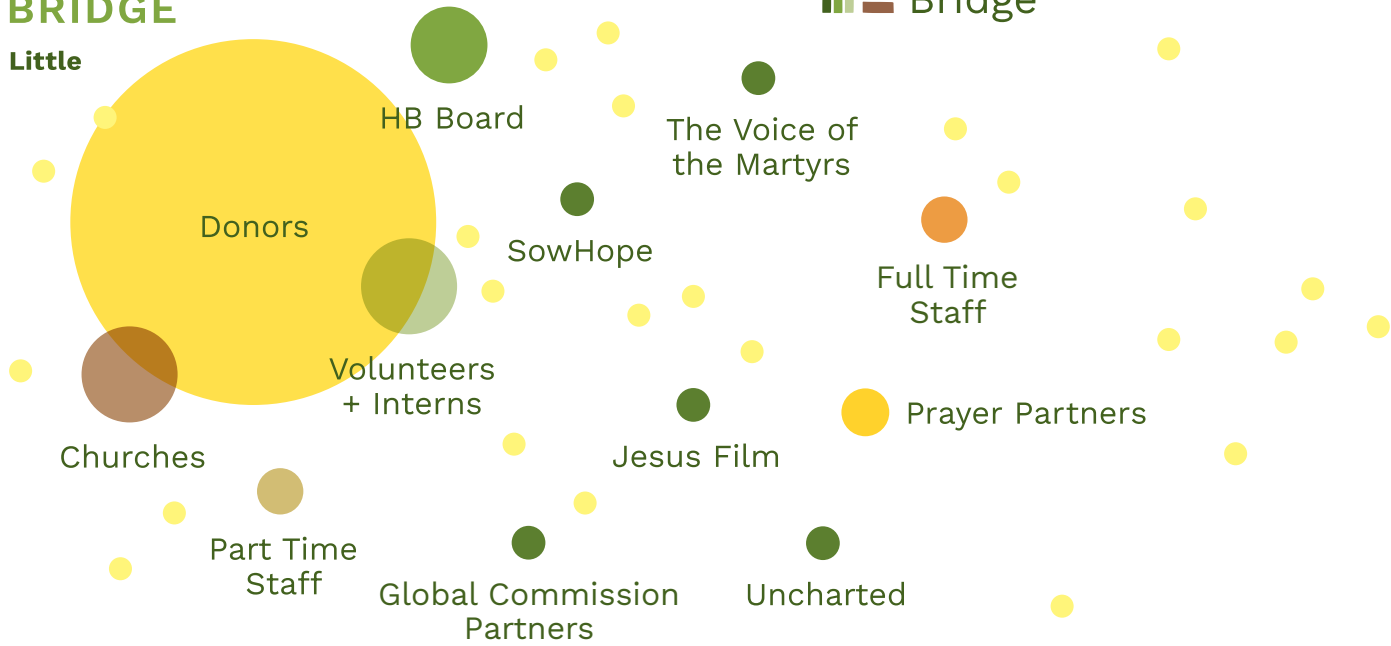 BRIDGE
Bridge
Little
HB Board
The Voice of
the Martyrs
Donors
SowHope
Full Time
Staff
Volunteers
+ Interns
Prayer Partners
Churches
Jesus Film
Part Time
Staff
Global Commission
Partners
Uncharted